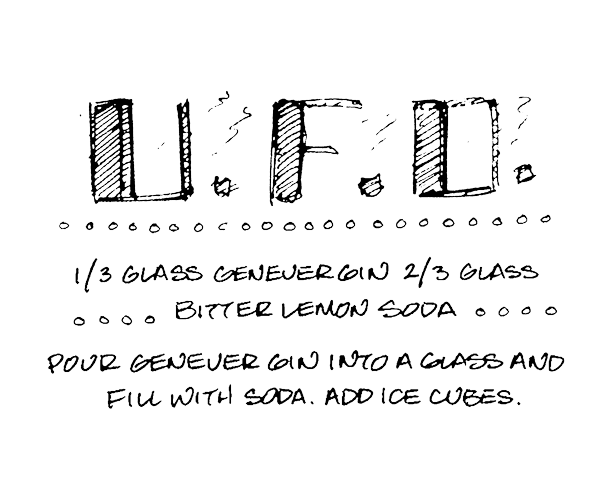 U.F.O.
1/3 GLASS GENEVER GIN 2/3 GLASS
BITTER LEMON SODA
POUR GENEVER GIN INTO A GLASS AND
FILL WITH SODA. ADD ICE CUBES.